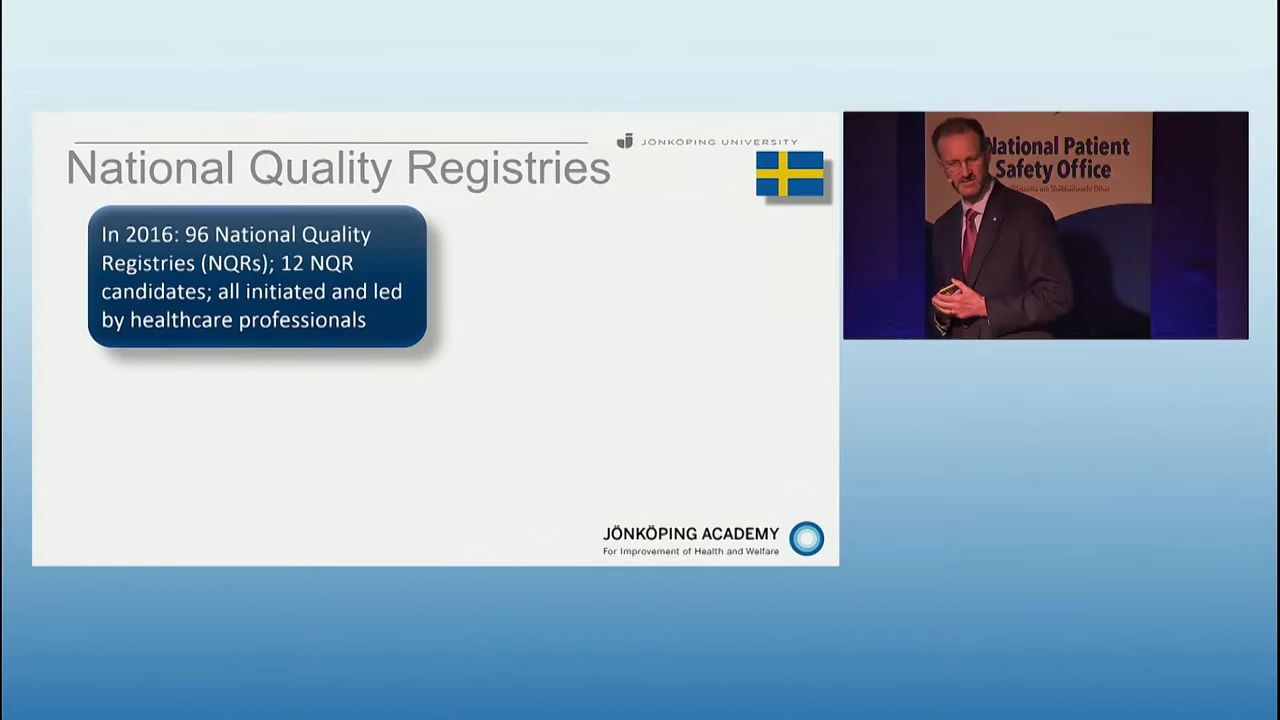 JÖNKÖPING UNIVERSITY
National Quality Registries
In 2016: 96 National Quality
Registries (NQRs); 12 NQR
candidates; all initiated and led
by healthcare professionals
JÖNKÖPING ACADEMY
For Improvement of Health and Welfare
National Patient
Safety Office